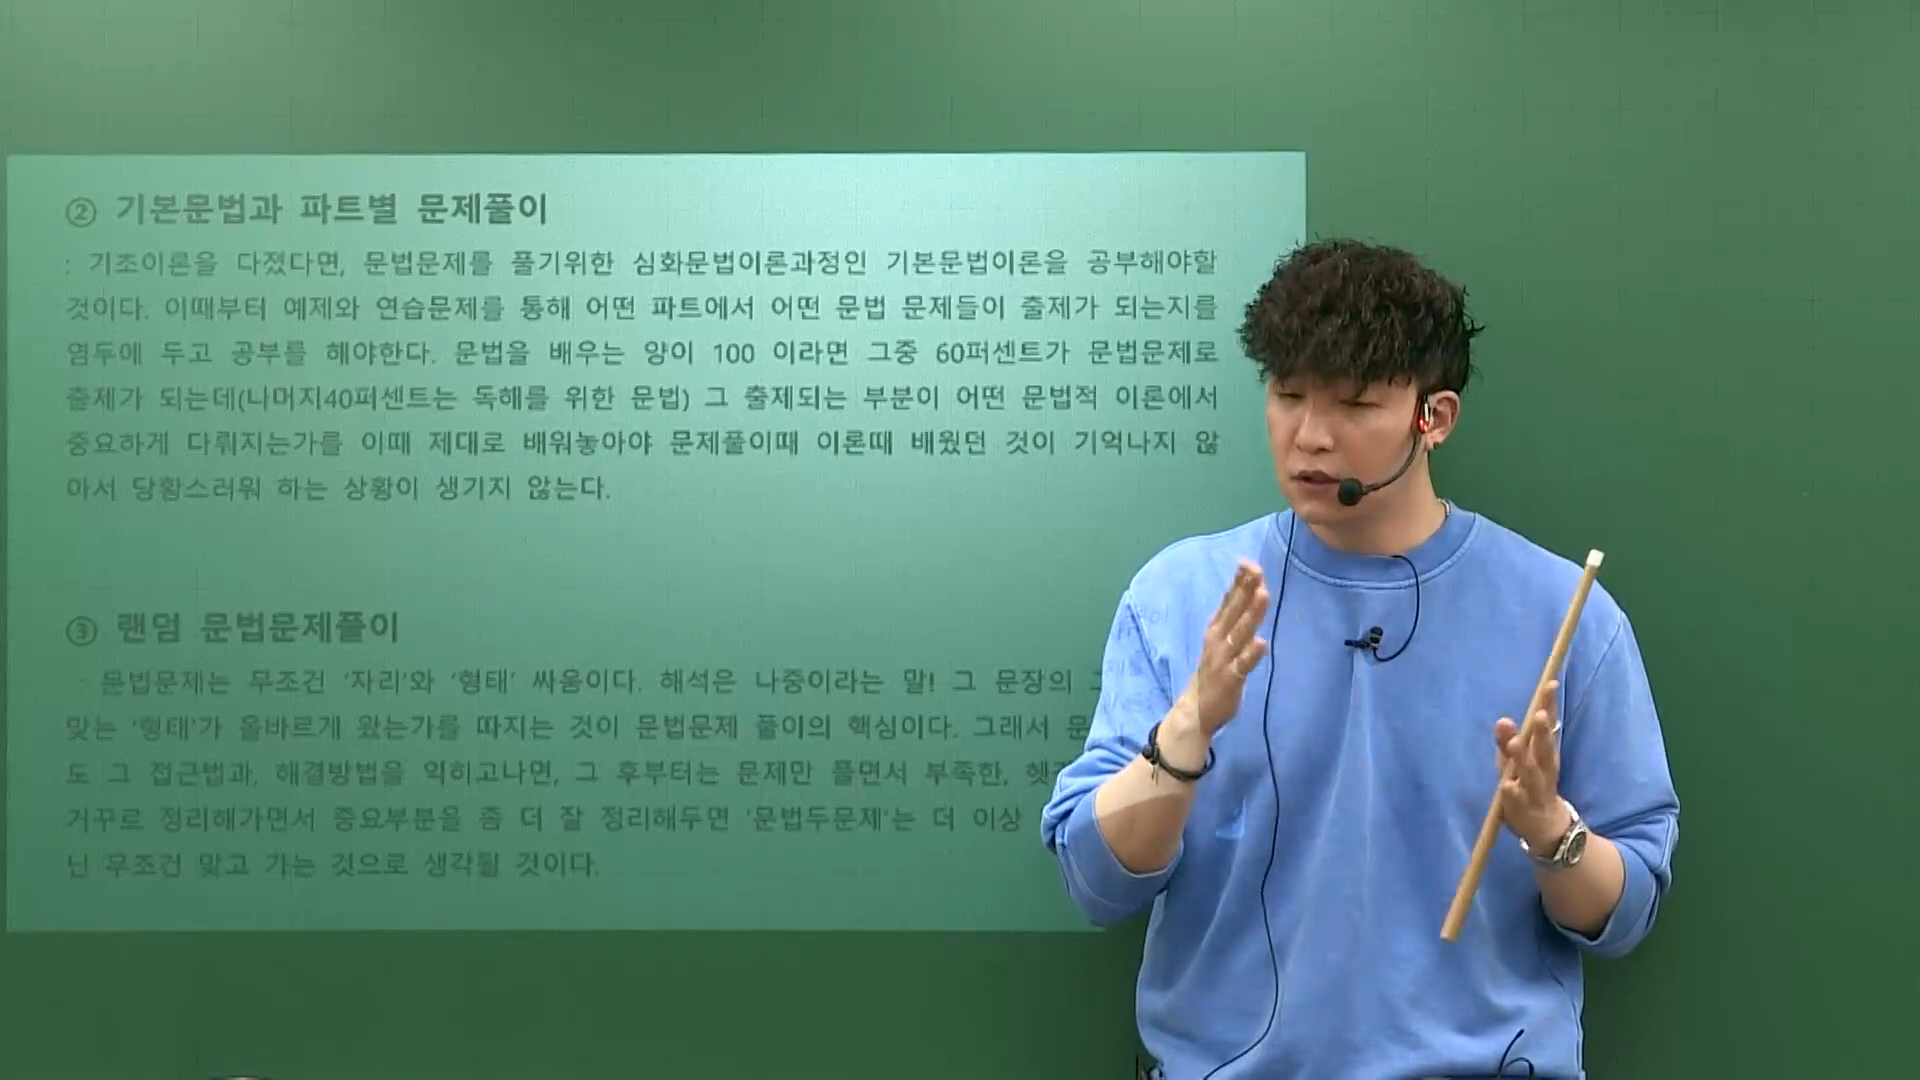 ② 기본문법과 파트별 문제풀이
: 기초이론을 다졌다면, 문법문제를 풀기위한 심화문법이론과정인 기본문법이론을 공부해야할
것이다. 이때부터 예제와 연습문제를 통해 어떤 파트에서 어떤 문법 문제들이 출제가 되는지를
염두에 두고 공부를 해야한다. 문법을 배우는 양이 100 이라면 그중 60퍼센트가 문법문제로
출제가 되는데(나머지40퍼센트는 독해를 위한 문법) 그 출제되는 부분이 어떤 문법적 이론에서
중요하게 다뤄지는가를 이때 제대로 배워놓아야 문제풀이때 이론때 배웠던 것이 기억나지 않
아서 당황스러워 하는 상황이 생기지 않는다.
③ 랜덤 문법문제풀이
: 문법문제는 무조건 '자리'와 '형태' 싸움이다. 해석은 나중이라는 말! 그 문장의
맞는 '형태'가 올바르게 왔는가를 따지는 것이 문법문제 풀이의 핵심이다. 그래서
도 그 접근법과, 해결방법을 익히고나면, 그 후부터는 문제만 풀면서 부족한,
거꾸로 정리해가면서 중요부분을 좀 더 잘 정리해두면 '문법두문제'는 더 이상
닌 무조건 맞고 가는 것으로 생각될 것이다.